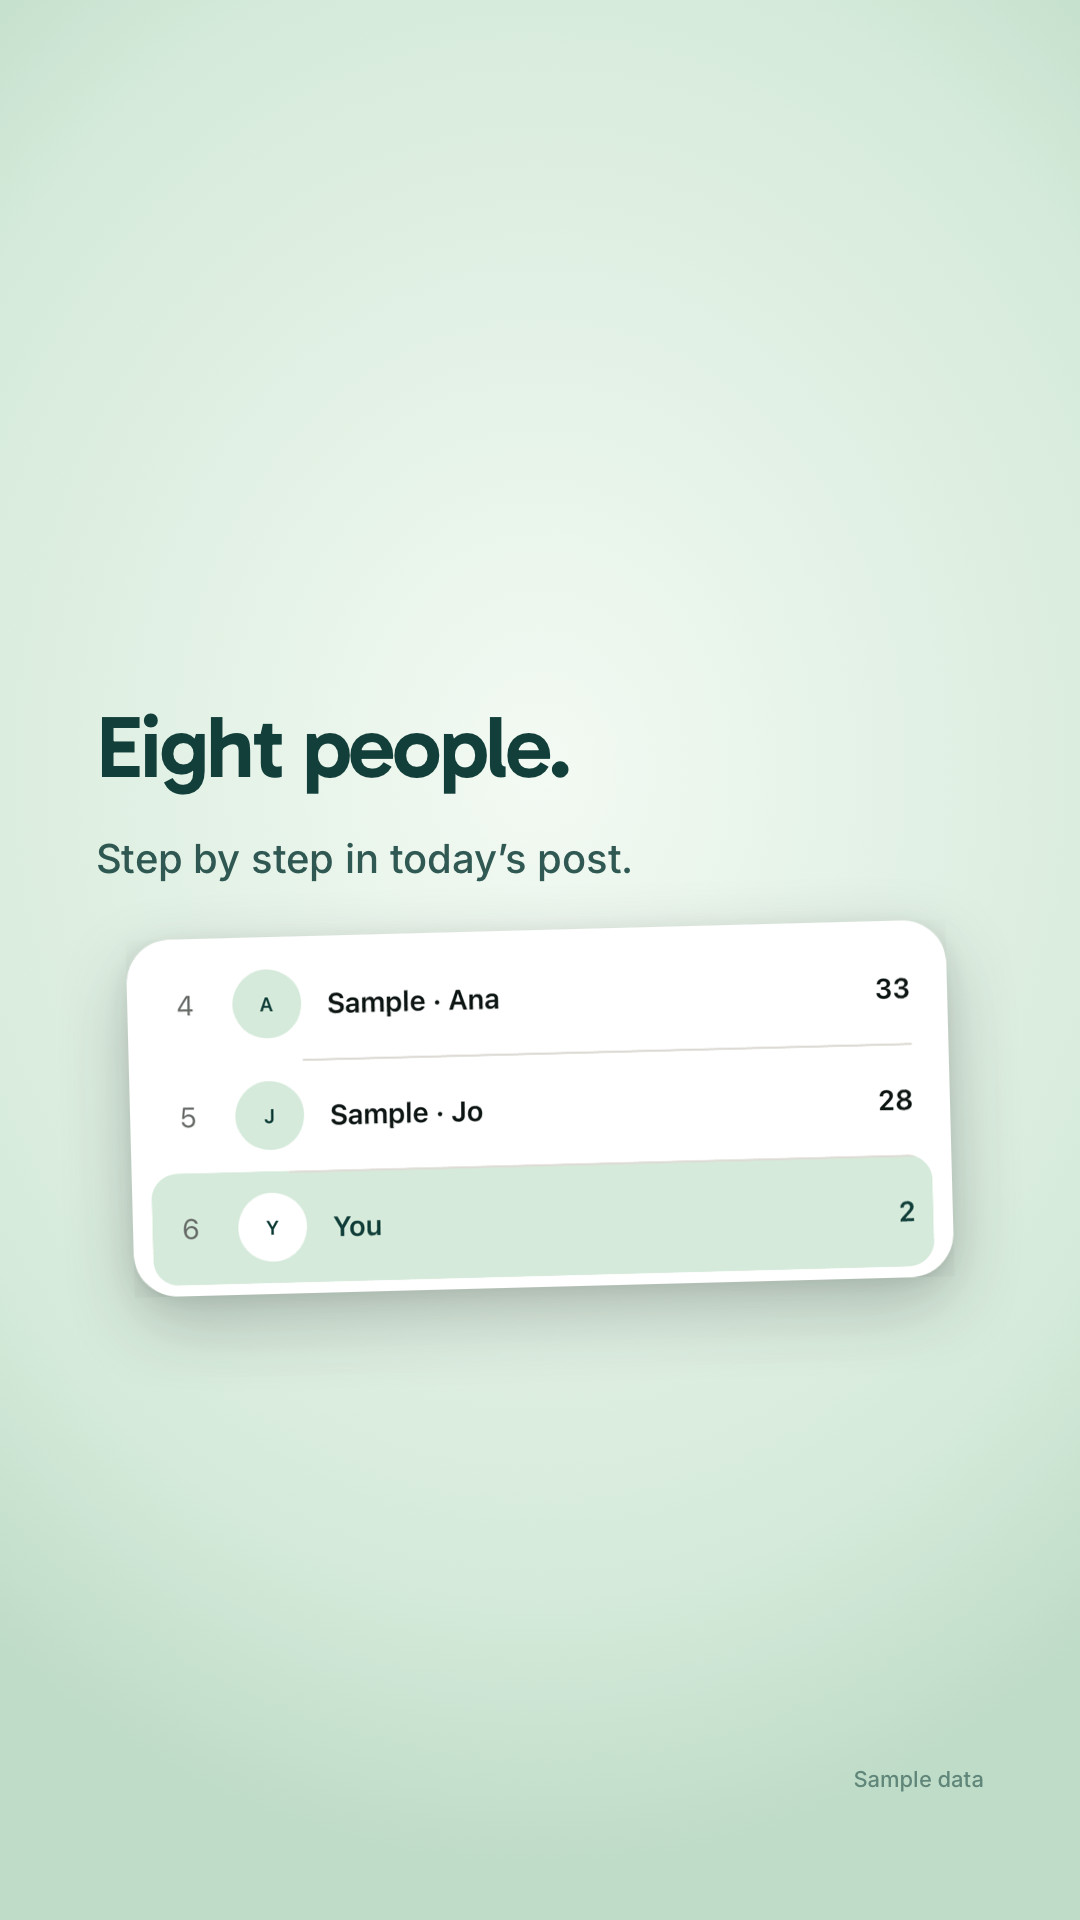 Eight people.
Step by step in today’s post.
4 A Sample · Ana 33
5 J Sample · Jo 28
6 Y You 2
Sample data